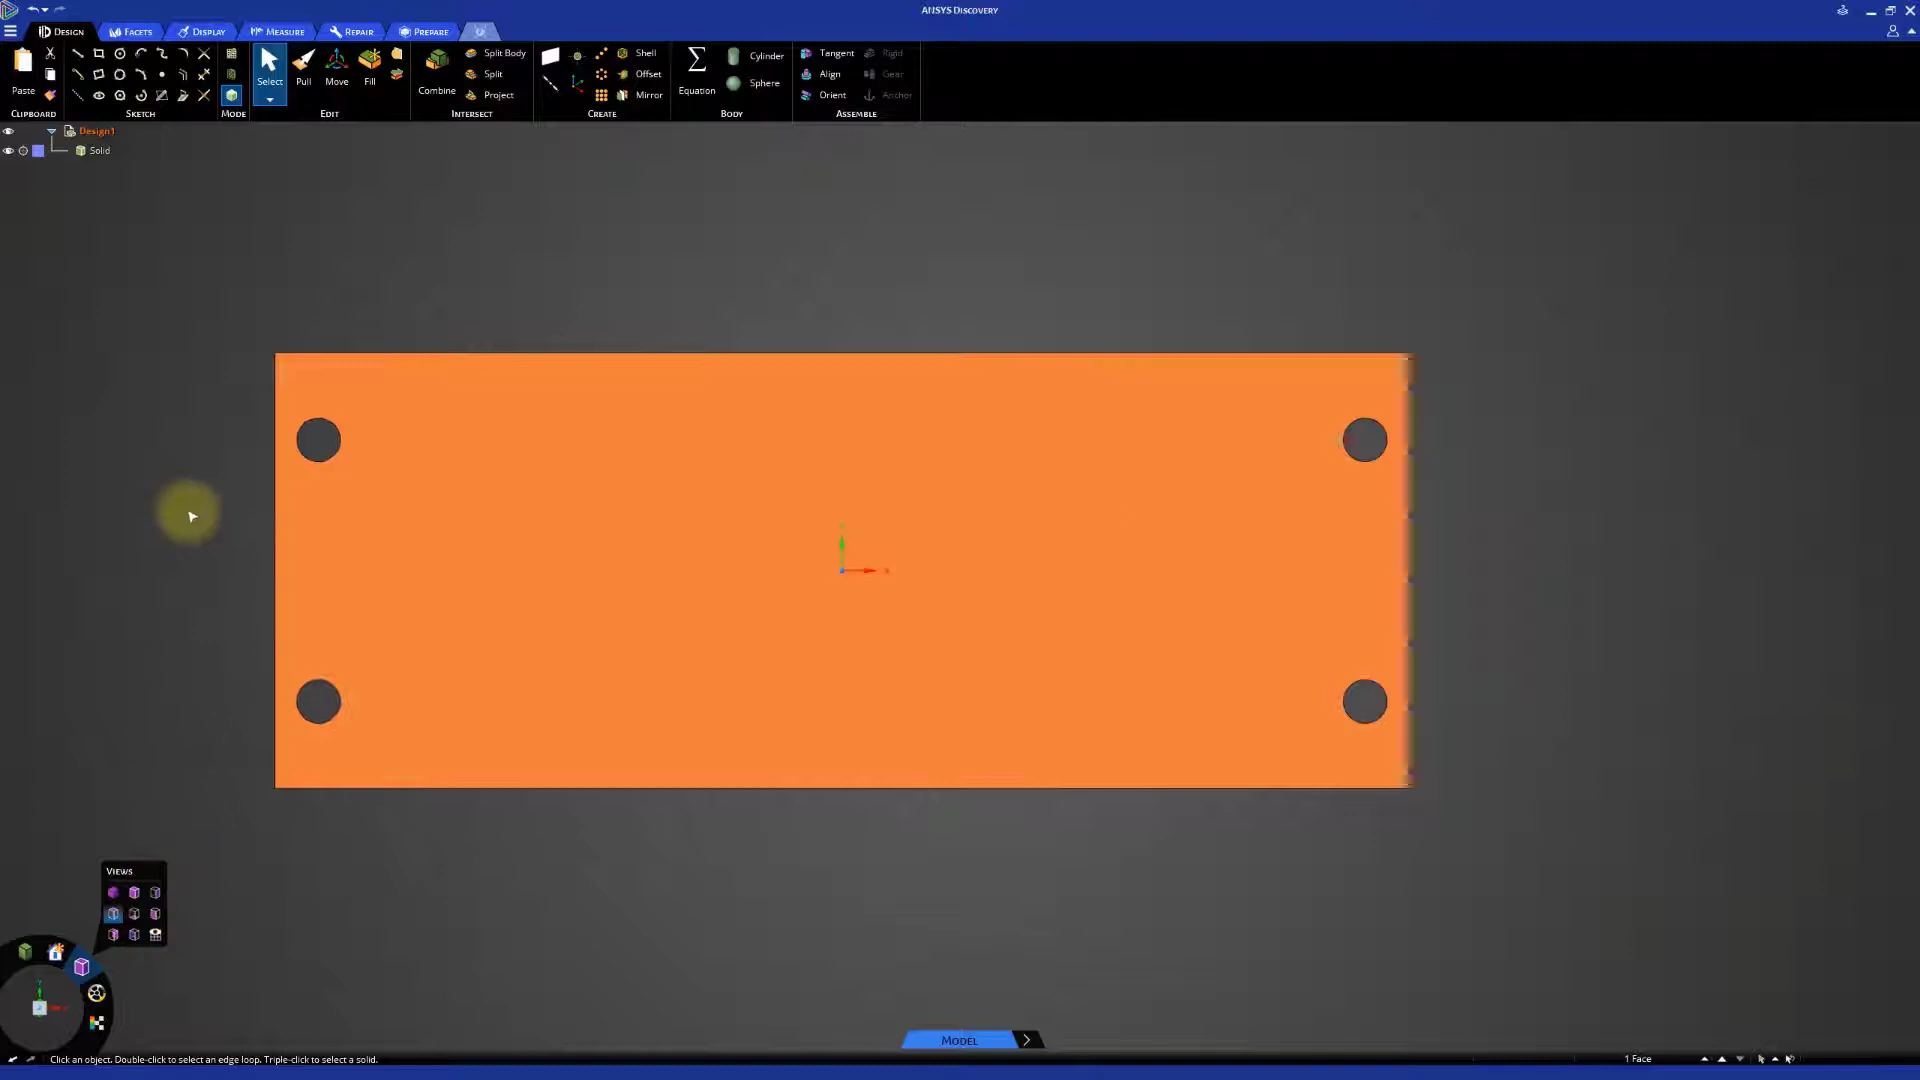 ANSYS DISCOVERY
DESIGN FACETS DISPLAY MEASURE REPAIR PREPARE
Paste Select Pull Move Fill Combine Split Body Split Project Shell Offset Mirror Equation Cylinder Sphere Tangent Align Orient Rigid Gear Anchor
CLIPBOARD SKETCH MODE EDIT INTERSECT CREATE BODY ASSEMBLE
Design1
Solid
VIEWS
MODEL
Click an object. Double-click to select an edge loop. Triple-click to select a solid.
1 Face